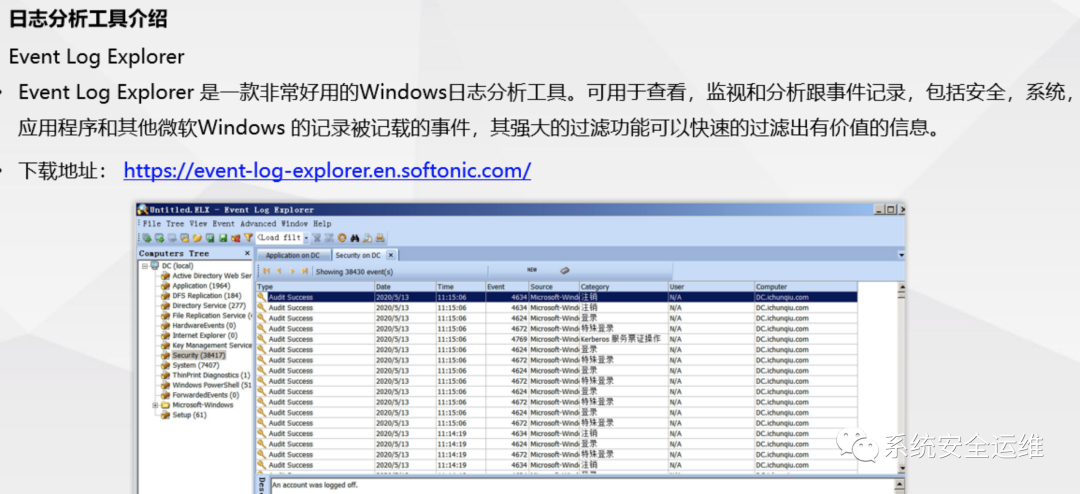 日志分析工具介绍
Event Log Explorer
Event Log Explorer 是一款非常好用的Windows日志分析工具。可用于查看，监视和分析跟事件记录，包括安全，系统，
应用程序和其他微软Windows 的记录被记载的事件，其强大的过滤功能可以快速的过滤出有价值的信息。
下载地址： https://event-log-explorer.en.softonic.com/
Untitled.ELX - Event Log Explorer
File Tree View Event Advanced Window Help
<Load filt
Computers Tree
Application on DC Security on DC
DC (local)
Active Directory Web Ser
Application (1964)
DFS Replication (184)
Directory Service (277)
File Replication Service (
HardwareEvents (0)
Internet Explorer (0)
Key Management Service
Security (38417)
System (7407)
ThinPrint Diagnostics (1)
Windows PowerShell (51
ForwardedEvents (0)
Microsoft-Windows
Setup (61)
Showing 38430 event(s) NEW
Type Date Time Event Source Category User Computer
Audit Success 2020/5/13 11:15:06 4634 Microsoft-Wind 注销 N/A DC.ichunqiu.com
Audit Success 2020/5/13 11:15:06 4634 Microsoft-Wind 注销 N/A DC.ichunqiu.com
Audit Success 2020/5/13 11:15:06 4624 Microsoft-Wind 登录 N/A DC.ichunqiu.com
Audit Success 2020/5/13 11:15:06 4672 Microsoft-Wind 特殊登录 N/A DC.ichunqiu.com
Audit Success 2020/5/13 11:15:06 4769 Microsoft-Wind Kerberos 服务票证操作 N/A DC.ichunqiu.com
Audit Success 2020/5/13 11:15:06 4624 Microsoft-Wind 登录 N/A DC.ichunqiu.com
Audit Success 2020/5/13 11:15:06 4672 Microsoft-Wind 特殊登录 N/A DC.ichunqiu.com
Audit Success 2020/5/13 11:15:06 4624 Microsoft-Wind 登录 N/A DC.ichunqiu.com
Audit Success 2020/5/13 11:15:06 4672 Microsoft-Wind 特殊登录 N/A DC.ichunqiu.com
Audit Success 2020/5/13 11:15:06 4624 Microsoft-Wind 登录 N/A DC.ichunqiu.com
Audit Success 2020/5/13 11:15:06 4672 Microsoft-Wind 特殊登录 N/A DC.ichunqiu.com
Audit Success 2020/5/13 11:15:06 4624 Microsoft-Wind 登录 N/A DC.ichunqiu.com
Audit Success 2020/5/13 11:15:06 4672 Microsoft-Wind 特殊登录 N/A DC.ichunqiu.com
Audit Success 2020/5/13 11:14:19 4634 Microsoft-Wind 注销 N/A DC.ichunqiu.com
Audit Success 2020/5/13 11:14:19 4624 Microsoft-Wind 登录 N/A DC.ichunqiu.com
Audit Success 2020/5/13 11:14:19 4672 Microsoft-Wind 特殊登录 N/A DC.ichunqiu.com
Audit Success 2020/5/13 11:14:19 4634 Microsoft-Wind 注销 N/A DC.ichunqiu.com
An account was logged off.
系统安全运维